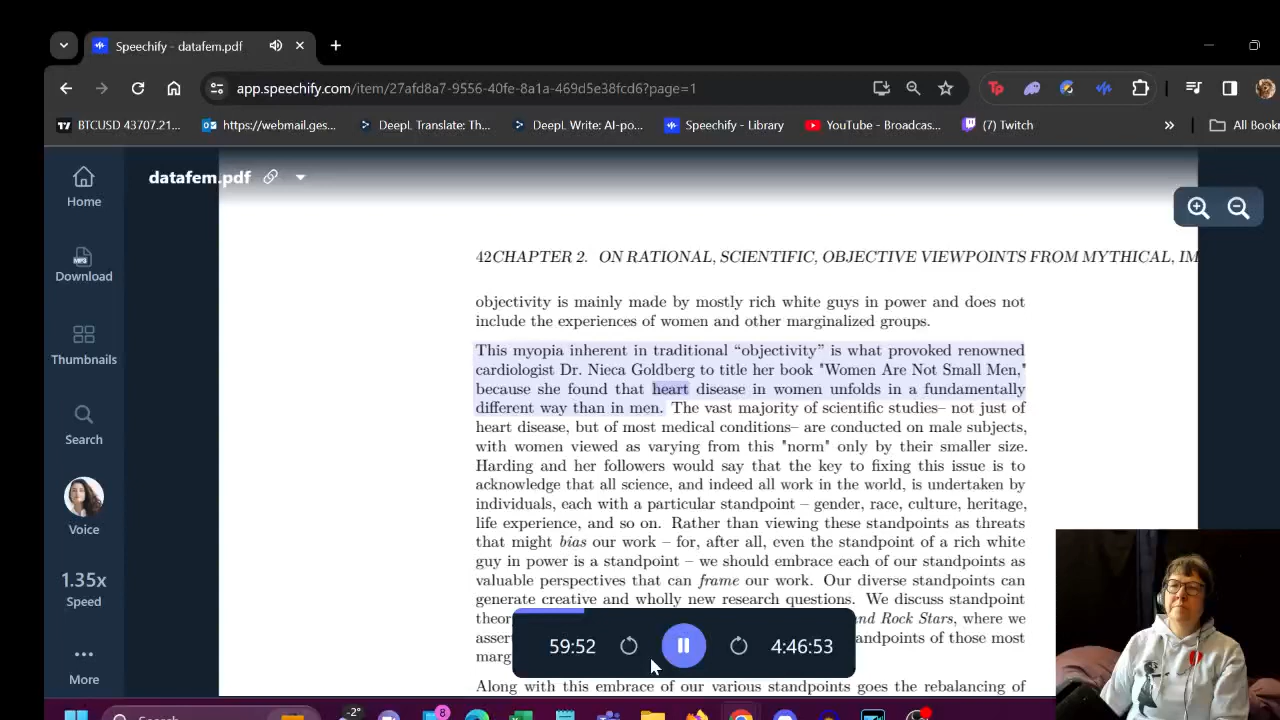 Speechify - datafem.pdf
app.speechify.com/item/27afd8a7-9556-40fe-8a1a-469d5e38fcd6?page=1
BTCUSD 43707.21...
https://webmail.ges...
DeepL Translate: Th...
DeepL Write: AI-po...
Speechify - Library
YouTube - Broadcas...
(7) Twitch
»
All Book
datafem.pdf
Home
Download
Thumbnails
Search
Voice
1.35x
Speed
More
42CHAPTER 2. ON RATIONAL, SCIENTIFIC, OBJECTIVE VIEWPOINTS FROM MYTHICAL, IM
objectivity is mainly made by mostly rich white guys in power and does not
include the experiences of women and other marginalized groups.
This myopia inherent in traditional “objectivity” is what provoked renowned
cardiologist Dr. Nieca Goldberg to title her book "Women Are Not Small Men,"
because she found that heart disease in women unfolds in a fundamentally
different way than in men. The vast majority of scientific studies– not just of
heart disease, but of most medical conditions– are conducted on male subjects,
with women viewed as varying from this "norm" only by their smaller size.
Harding and her followers would say that the key to fixing this issue is to
acknowledge that all science, and indeed all work in the world, is undertaken by
individuals, each with a particular standpoint – gender, race, culture, heritage,
life experience, and so on. Rather than viewing these standpoints as threats
that might bias our work – for, after all, even the standpoint of a rich white
guy in power is a standpoint – we should embrace each of our standpoints as
valuable perspectives that can frame our work. Our diverse standpoints can
generate creative and wholly new research questions. We discuss standpoint
theor nd Rock Stars, where we
assert andpoints of those most
marg
Along with this embrace of our various standpoints goes the rebalancing of
59:52
4:46:53
Search
-2°
8